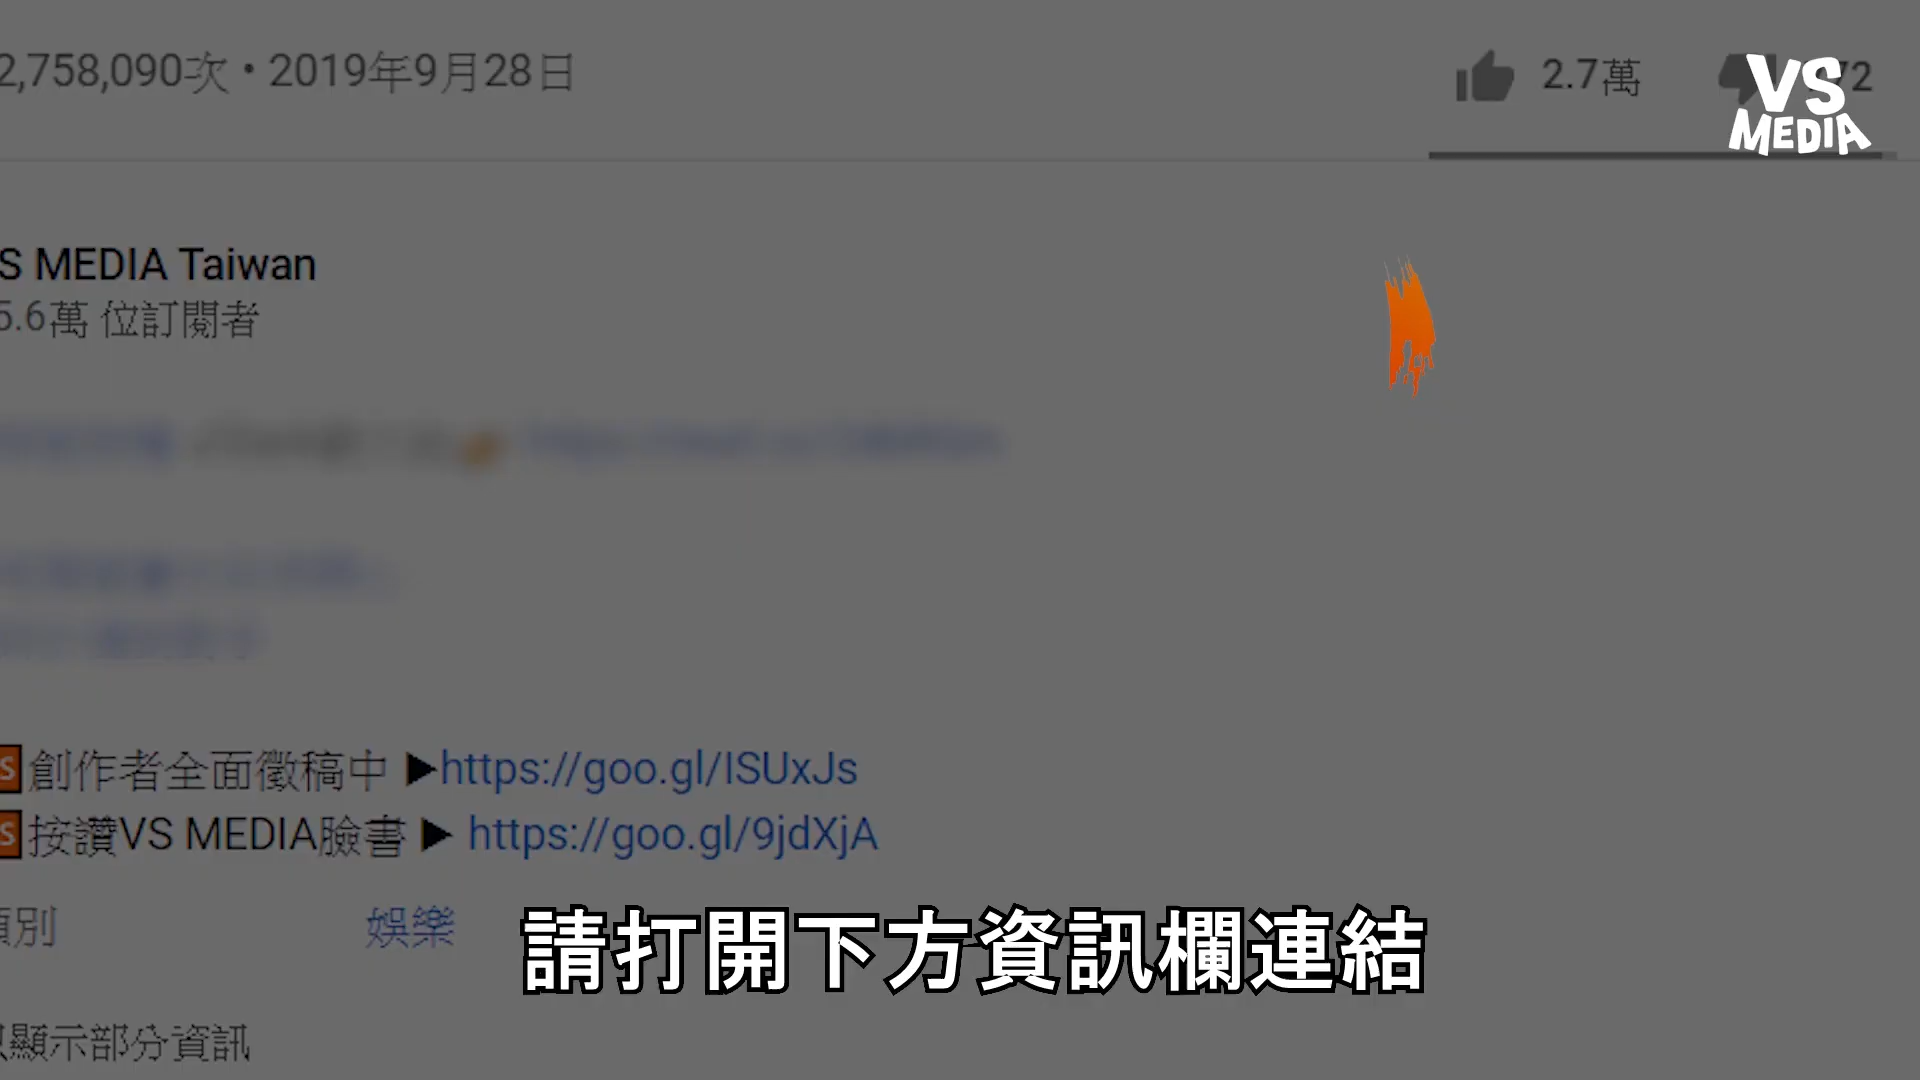 2,758,090次 • 2019年9月28日
2.7萬
VS
MEDIA
S MEDIA Taiwan
5.6萬 位訂閱者
創作者全面徵稿中 ▶https://goo.gl/ISUxJs
按讚VS MEDIA臉書 ▶ https://goo.gl/9jdXjA
類別 娛樂
請打開下方資訊欄連結
只顯示部分資訊